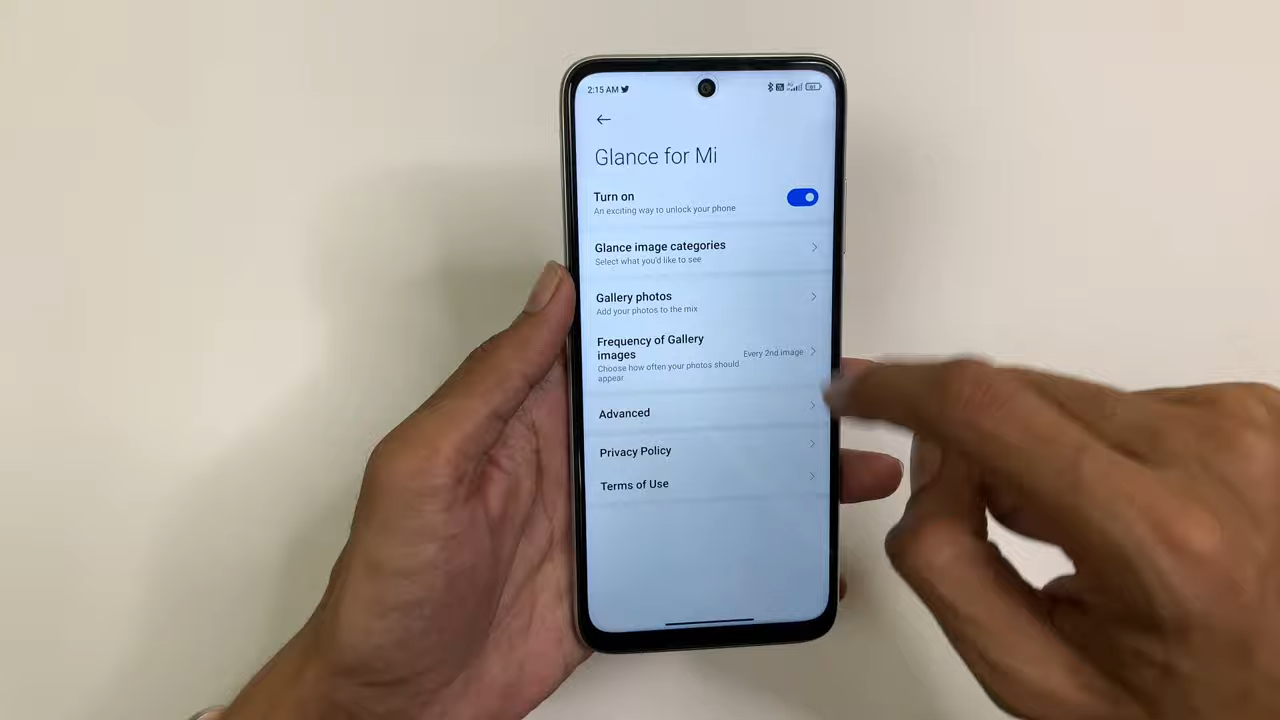 2:15 AM
Glance for Mi
Turn on
An exciting way to unlock your phone
Glance image categories
Select what you'd like to see
Gallery photos
Add your photos to the mix
Frequency of Gallery
images
Every 2nd image
Choose how often your photos should
appear
Advanced
Privacy Policy
Terms of Use